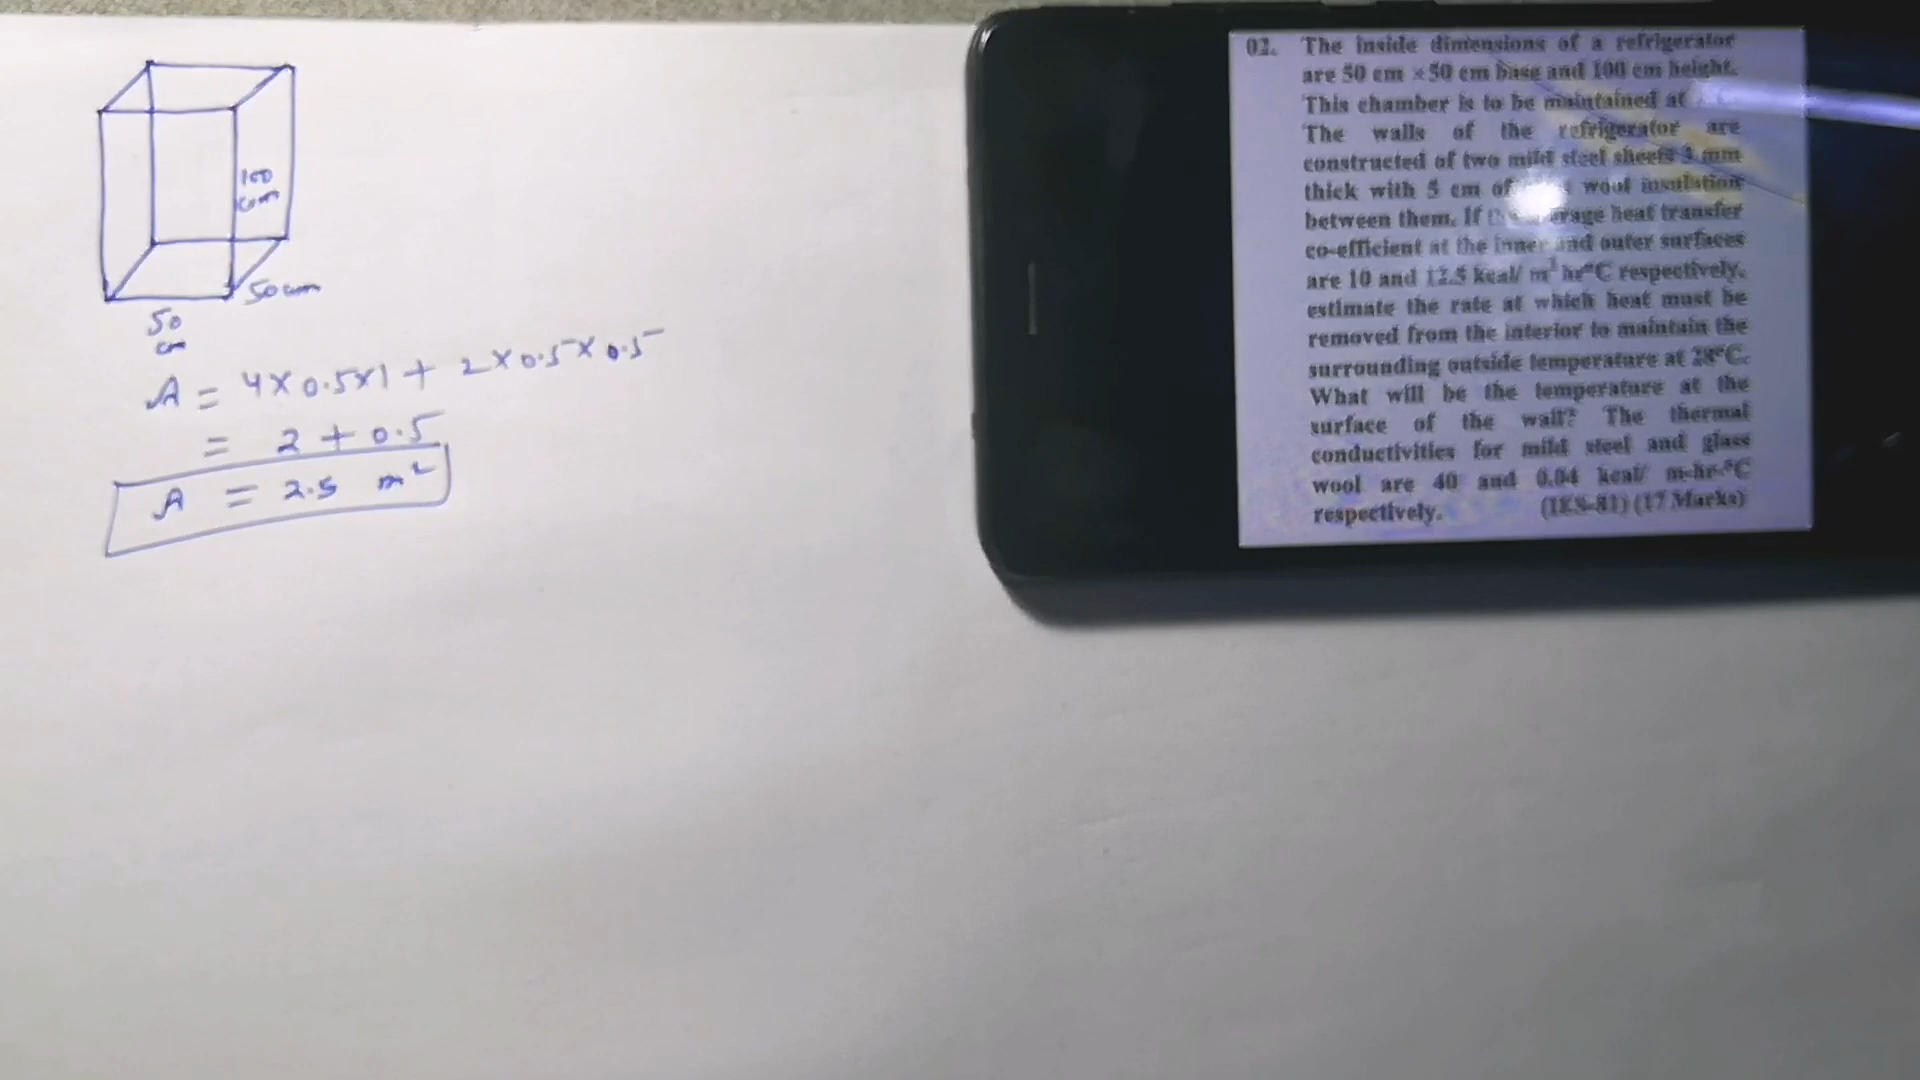 100
cm
50 cm
50
cm
A = 4 x 0.5 x 1 + 2 x 0.5 x 0.5
= 2 + 0.5
A = 2.5 m²
02. The inside dimensions of a refrigerator
are 50 cm × 50 cm base and 100 cm height.
This chamber is to be maintained at
The walls of the refrigerator are
constructed of two mild steel sheets 3 mm
thick with 5 cm of wool insulation
between them. If heat transfer
co-efficient at the inner and outer surfaces
are 10 and 12.5 kcal/ m² hr°C respectively,
estimate the rate at which heat must be
removed from the interior to maintain the
surrounding outside temperature at 28°C.
What will be the temperature at the
surface of the wall? The thermal
conductivities for mild steel and glass
wool are 40 and 0.04 kcal/ m-hr-°C
respectively. (IES-81) (17 Marks)